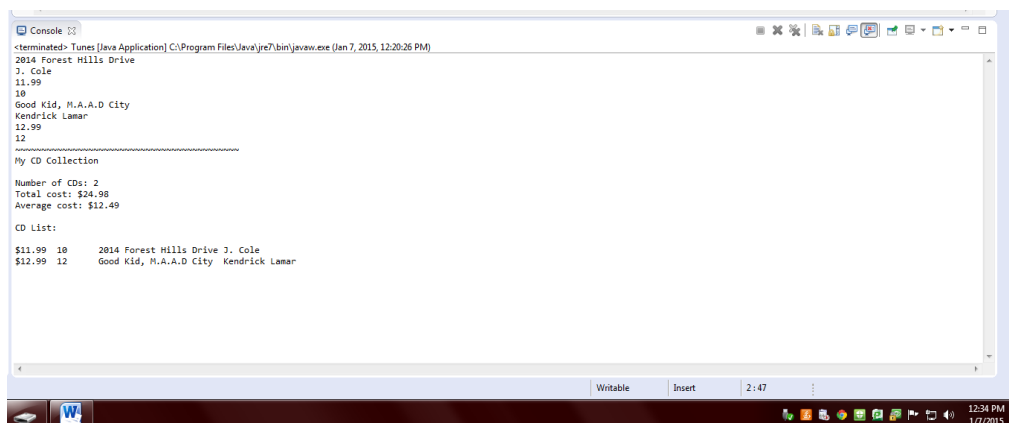 Console
<terminated> Tunes [Java Application] C:\Program Files\Java\jre7\bin\javaw.exe (Jan 7, 2015, 12:20:26 PM)
2014 Forest Hills Drive
J. Cole
11.99
10
Good Kid, M.A.A.D City
Kendrick Lamar
12.99
12
~~~~~~~~~~~~~~~~~~~~~~~~~~~~~~~~~~~~~~~~~~~
My CD Collection
Number of CDs: 2
Total cost: $24.98
Average cost: $12.49
CD List:
$11.99 10 2014 Forest Hills Drive J. Cole
$12.99 12 Good Kid, M.A.A.D City Kendrick Lamar
Writable Insert 2 : 47
W
12:34 PM
1/7/2015